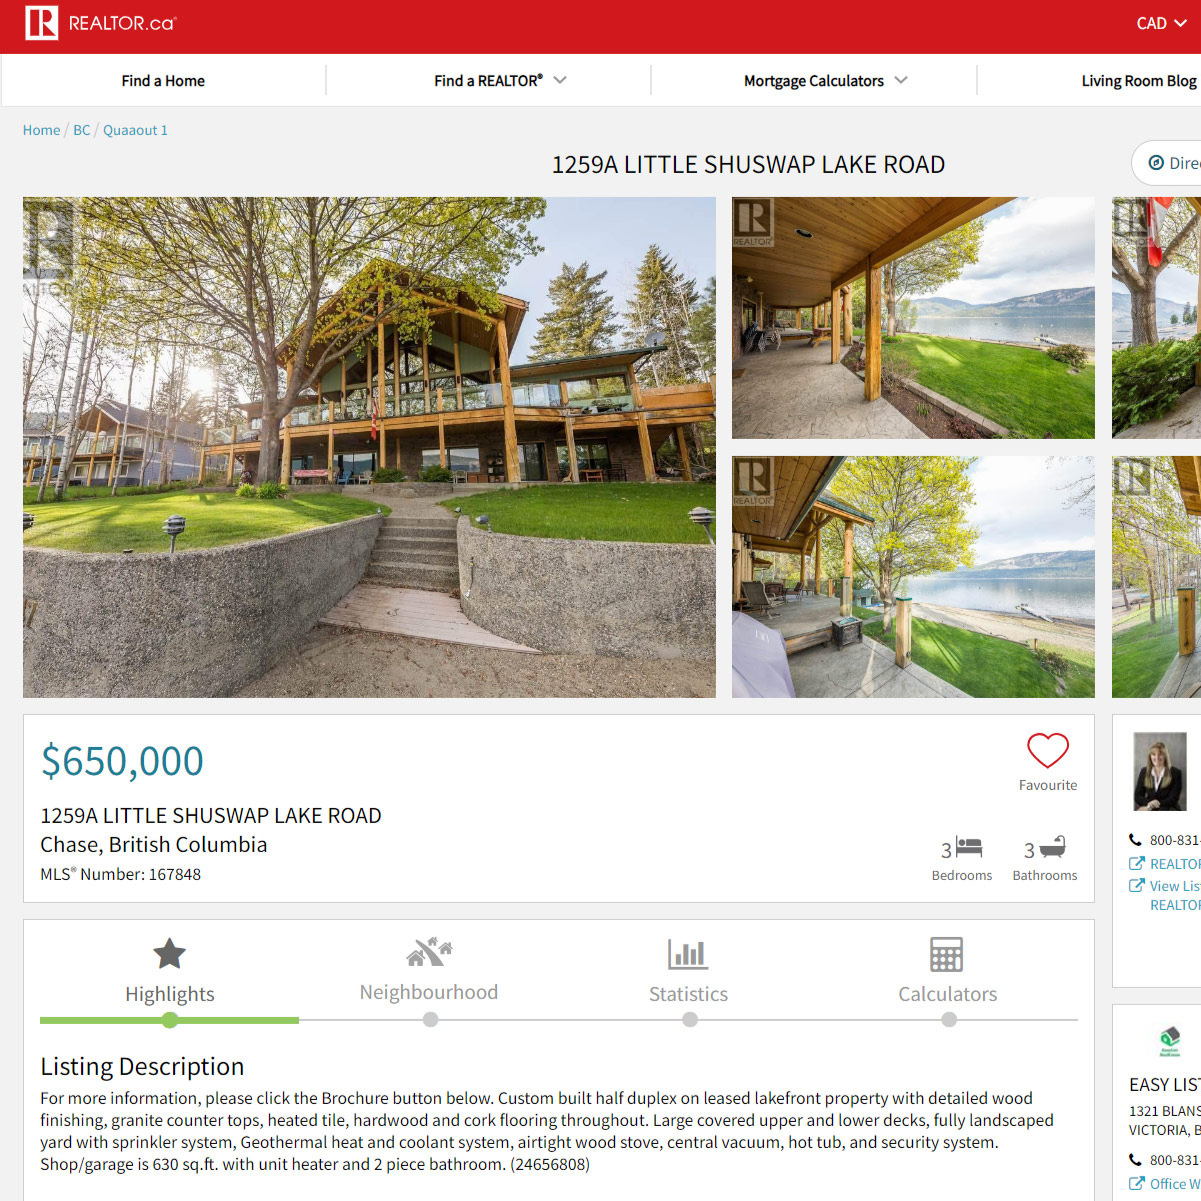 REALTOR.ca®
CAD
Find a Home
Find a REALTOR®
Mortgage Calculators
Living Room Blog
Home / BC / Quaaout 1
1259A LITTLE SHUSWAP LAKE ROAD
Dire
REALTOR
REALTOR
$650,000
Favourite
1259A LITTLE SHUSWAP LAKE ROAD
Chase, British Columbia
MLS® Number: 167848
3
Bedrooms
3
Bathrooms
800-831-
REALTOR
View Lis
REALTOR
Highlights
Neighbourhood
Statistics
Calculators
Listing Description
For more information, please click the Brochure button below. Custom built half duplex on leased lakefront property with detailed wood
finishing, granite counter tops, heated tile, hardwood and cork flooring throughout. Large covered upper and lower decks, fully landscaped
yard with sprinkler system, Geothermal heat and coolant system, airtight wood stove, central vacuum, hot tub, and security system.
Shop/garage is 630 sq.ft. with unit heater and 2 piece bathroom. (24656808)
EASY LIS
1321 BLANS
VICTORIA, B
800-831-
Office W